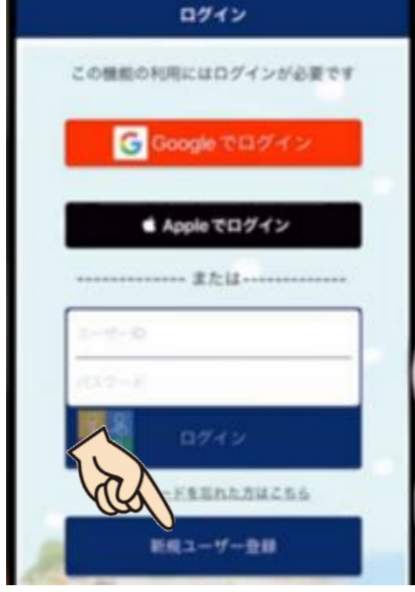 ログイン
この機能の利用にはログインが必要です
Googleでログイン
Appleでログイン
または
ユーザーID
パスワード
ログイン
ードを忘れた方はこちら
新規ユーザー登録